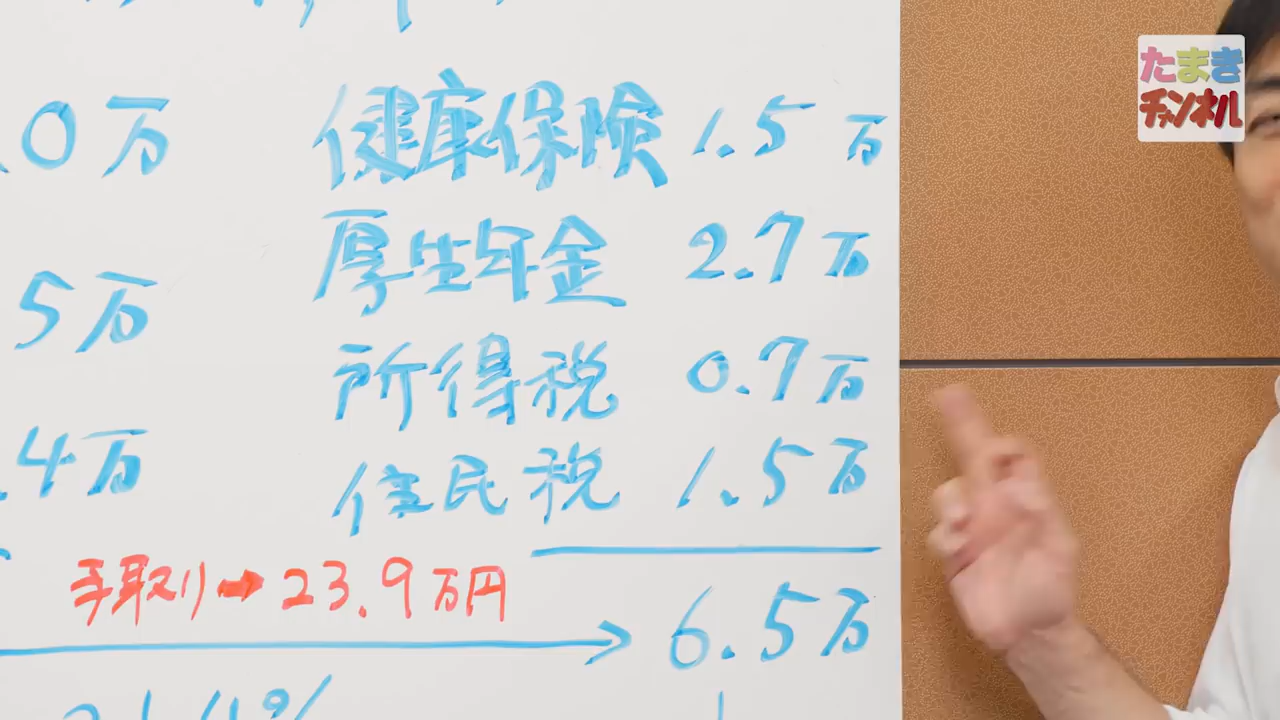 たまき
チャンネル
.0万 健康保険 1.5万
5万 厚生年金 2.7万
所得税 0.7万
.4万 住民税 1.5万
手取り➡23.9万円
6.5万